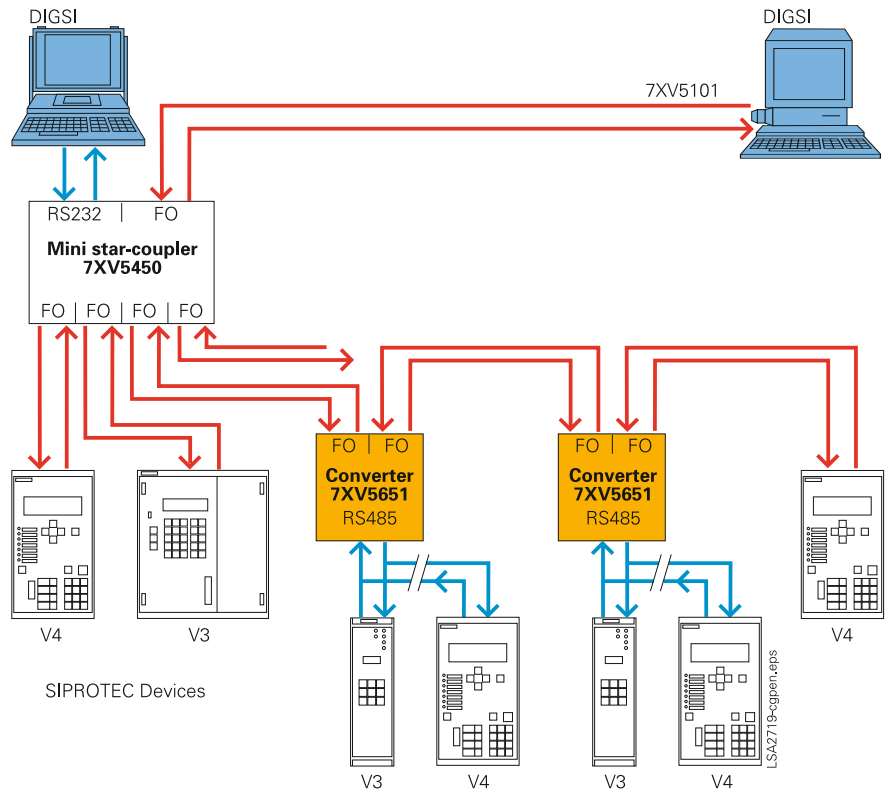 DIGSI
DIGSI
7XV5101
RS232 | FO
Mini star-coupler
7XV5450
FO | FO | FO | FO
FO | FO
Converter
7XV5651
RS485
FO | FO
Converter
7XV5651
RS485
V4
V3
V4
SIPROTEC Devices
LSA2719-cgpen.eps
V3
V4
V3
V4